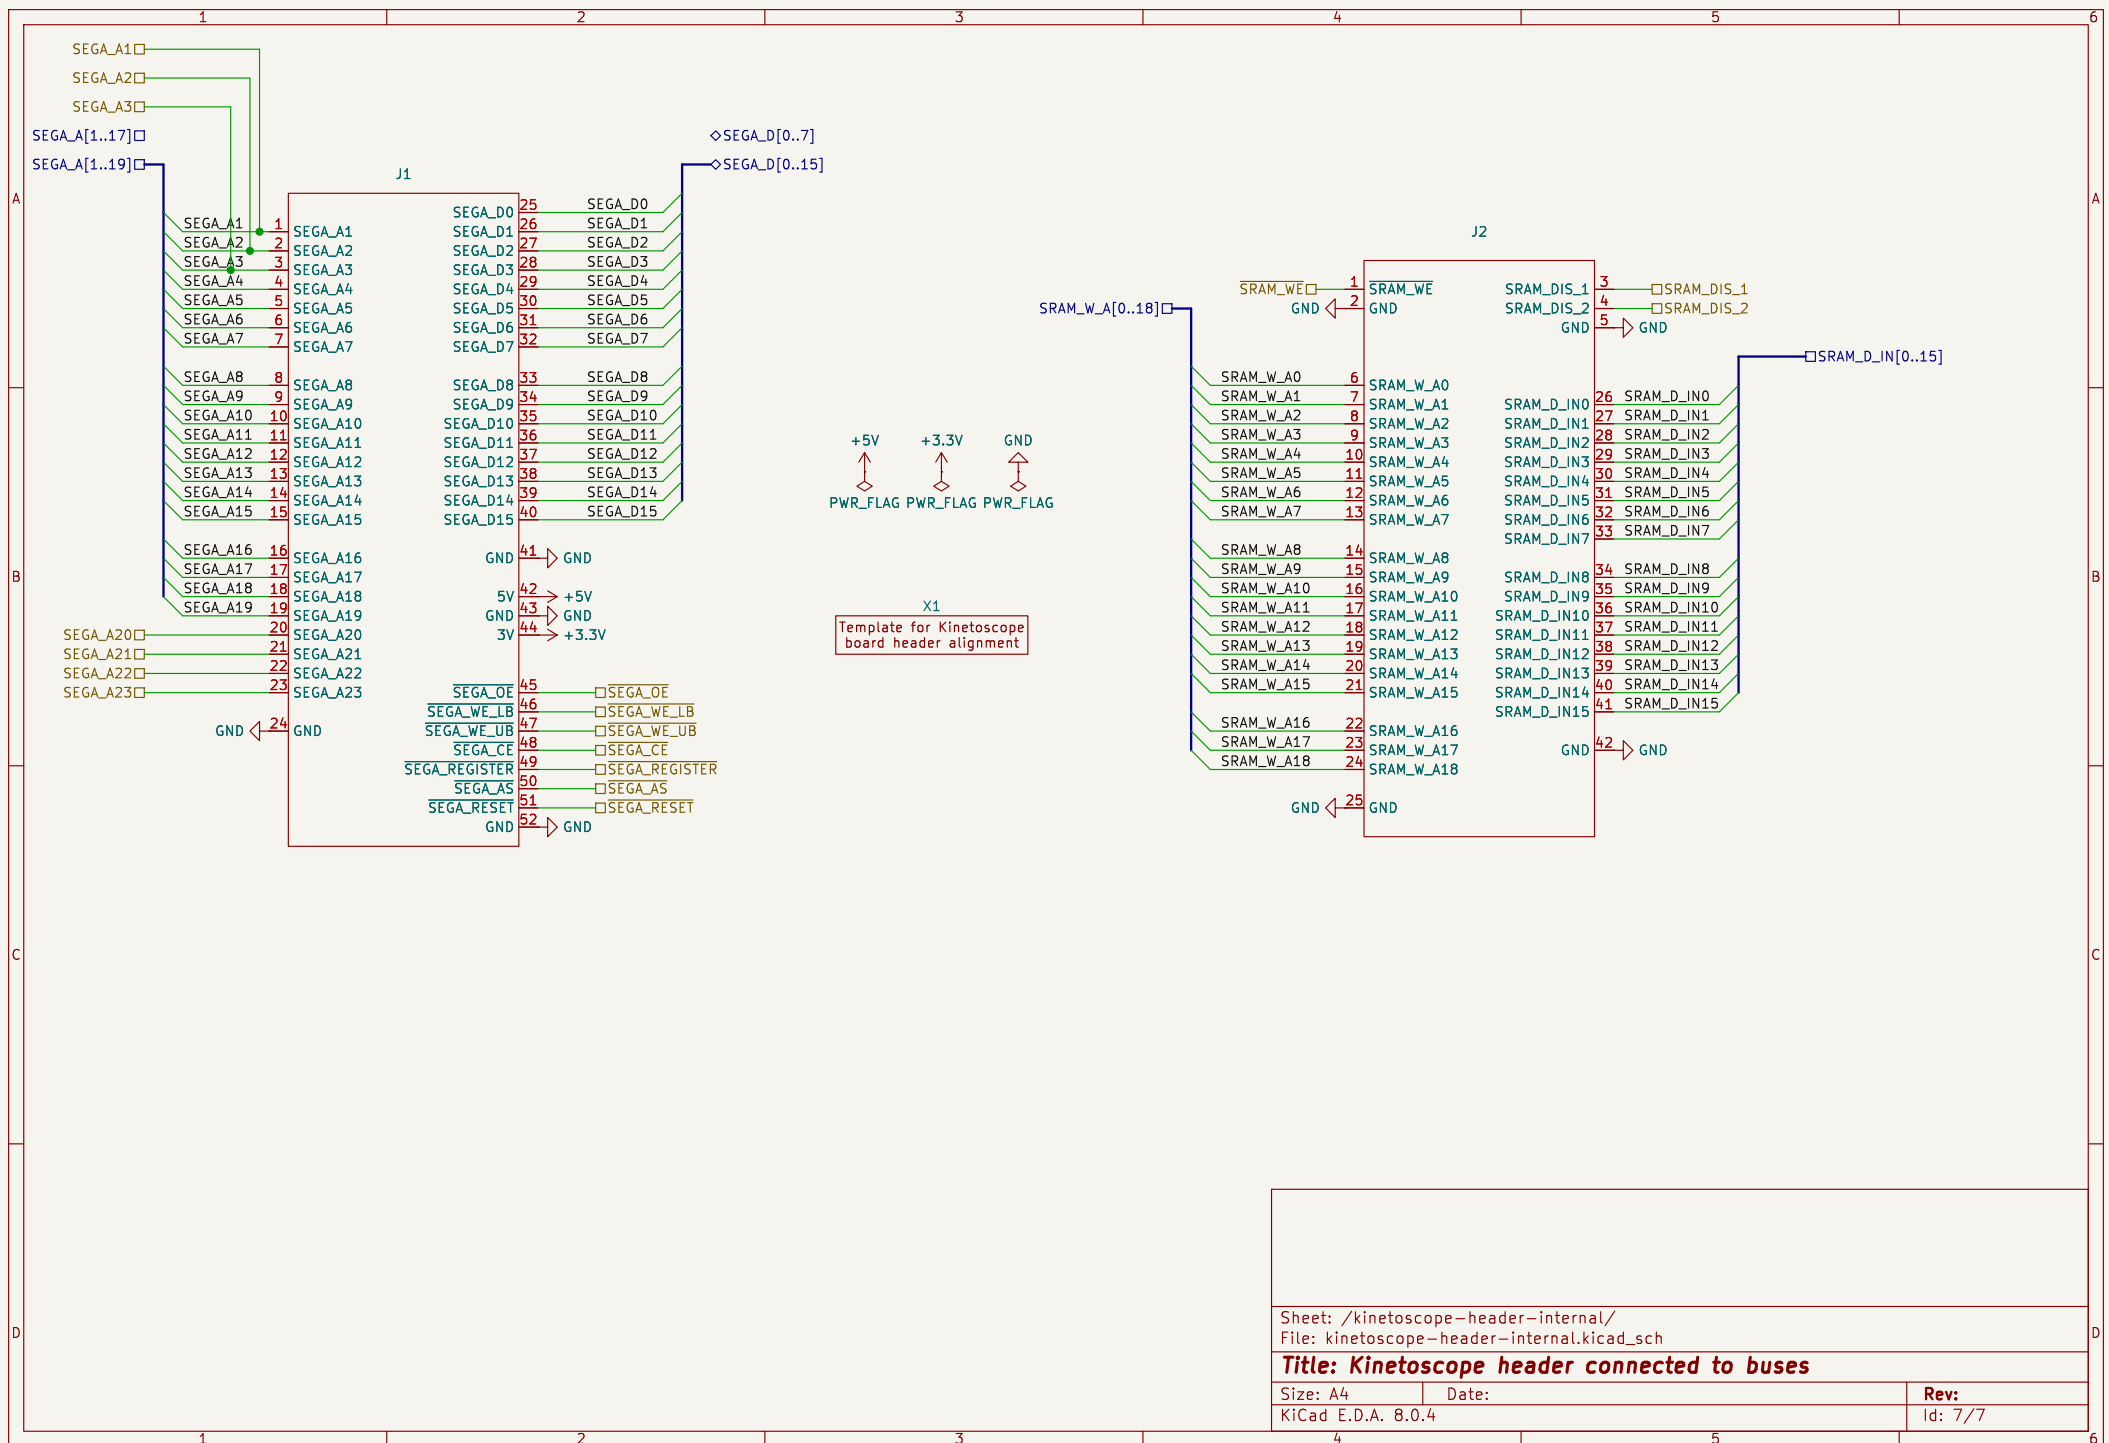 1 2 3 4 5 6
A
B
C
D
SEGA_A1
SEGA_A2
SEGA_A3
SEGA_A[1..17]
SEGA_A[1..19]
J1
SEGA_A1 1 SEGA_A1
SEGA_A2 2 SEGA_A2
SEGA_A3 3 SEGA_A3
SEGA_A4 4 SEGA_A4
SEGA_A5 5 SEGA_A5
SEGA_A6 6 SEGA_A6
SEGA_A7 7 SEGA_A7
SEGA_A8 8 SEGA_A8
SEGA_A9 9 SEGA_A9
SEGA_A10 10 SEGA_A10
SEGA_A11 11 SEGA_A11
SEGA_A12 12 SEGA_A12
SEGA_A13 13 SEGA_A13
SEGA_A14 14 SEGA_A14
SEGA_A15 15 SEGA_A15
SEGA_A16 16 SEGA_A16
SEGA_A17 17 SEGA_A17
SEGA_A18 18 SEGA_A18
SEGA_A19 19 SEGA_A19
SEGA_A20 20 SEGA_A20
SEGA_A21 21 SEGA_A21
SEGA_A22 22 SEGA_A22
SEGA_A23 23 SEGA_A23
GND 24 GND
SEGA_D[0..7]
SEGA_D[0..15]
SEGA_D0 25 SEGA_D0
SEGA_D1 26 SEGA_D1
SEGA_D2 27 SEGA_D2
SEGA_D3 28 SEGA_D3
SEGA_D4 29 SEGA_D4
SEGA_D5 30 SEGA_D5
SEGA_D6 31 SEGA_D6
SEGA_D7 32 SEGA_D7
SEGA_D8 33 SEGA_D8
SEGA_D9 34 SEGA_D9
SEGA_D10 35 SEGA_D10
SEGA_D11 36 SEGA_D11
SEGA_D12 37 SEGA_D12
SEGA_D13 38 SEGA_D13
SEGA_D14 39 SEGA_D14
SEGA_D15 40 SEGA_D15
GND 41 GND
5V 42 +5V
GND 43 GND
3V 44 +3.3V
SEGA_OE 45 SEGA_OE
SEGA_WE_LB 46 SEGA_WE_LB
SEGA_WE_UB 47 SEGA_WE_UB
SEGA_CE 48 SEGA_CE
SEGA_REGISTER 49 SEGA_REGISTER
SEGA_AS 50 SEGA_AS
SEGA_RESET 51 SEGA_RESET
GND 52 GND
+5V +3.3V GND
PWR_FLAG PWR_FLAG PWR_FLAG
X1
Template for Kinetoscope
board header alignment
J2
SRAM_WE 1 SRAM_WE
GND 2 GND
SRAM_W_A[0..18]
SRAM_W_A0 6 SRAM_W_A0
SRAM_W_A1 7 SRAM_W_A1
SRAM_W_A2 8 SRAM_W_A2
SRAM_W_A3 9 SRAM_W_A3
SRAM_W_A4 10 SRAM_W_A4
SRAM_W_A5 11 SRAM_W_A5
SRAM_W_A6 12 SRAM_W_A6
SRAM_W_A7 13 SRAM_W_A7
SRAM_W_A8 14 SRAM_W_A8
SRAM_W_A9 15 SRAM_W_A9
SRAM_W_A10 16 SRAM_W_A10
SRAM_W_A11 17 SRAM_W_A11
SRAM_W_A12 18 SRAM_W_A12
SRAM_W_A13 19 SRAM_W_A13
SRAM_W_A14 20 SRAM_W_A14
SRAM_W_A15 21 SRAM_W_A15
SRAM_W_A16 22 SRAM_W_A16
SRAM_W_A17 23 SRAM_W_A17
SRAM_W_A18 24 SRAM_W_A18
GND 25 GND
SRAM_DIS_1 3 SRAM_DIS_1
SRAM_DIS_2 4 SRAM_DIS_2
GND 5 GND
SRAM_D_IN[0..15]
SRAM_D_IN0 26 SRAM_D_IN0
SRAM_D_IN1 27 SRAM_D_IN1
SRAM_D_IN2 28 SRAM_D_IN2
SRAM_D_IN3 29 SRAM_D_IN3
SRAM_D_IN4 30 SRAM_D_IN4
SRAM_D_IN5 31 SRAM_D_IN5
SRAM_D_IN6 32 SRAM_D_IN6
SRAM_D_IN7 33 SRAM_D_IN7
SRAM_D_IN8 34 SRAM_D_IN8
SRAM_D_IN9 35 SRAM_D_IN9
SRAM_D_IN10 36 SRAM_D_IN10
SRAM_D_IN11 37 SRAM_D_IN11
SRAM_D_IN12 38 SRAM_D_IN12
SRAM_D_IN13 39 SRAM_D_IN13
SRAM_D_IN14 40 SRAM_D_IN14
SRAM_D_IN15 41 SRAM_D_IN15
GND 42 GND
A
B
C
D
Sheet: /kinetoscope-header-internal/
File: kinetoscope-header-internal.kicad_sch
Title: Kinetoscope header connected to buses
Size: A4 Date: Rev:
KiCad E.D.A. 8.0.4 Id: 7/7
1 2 3 4 5 6